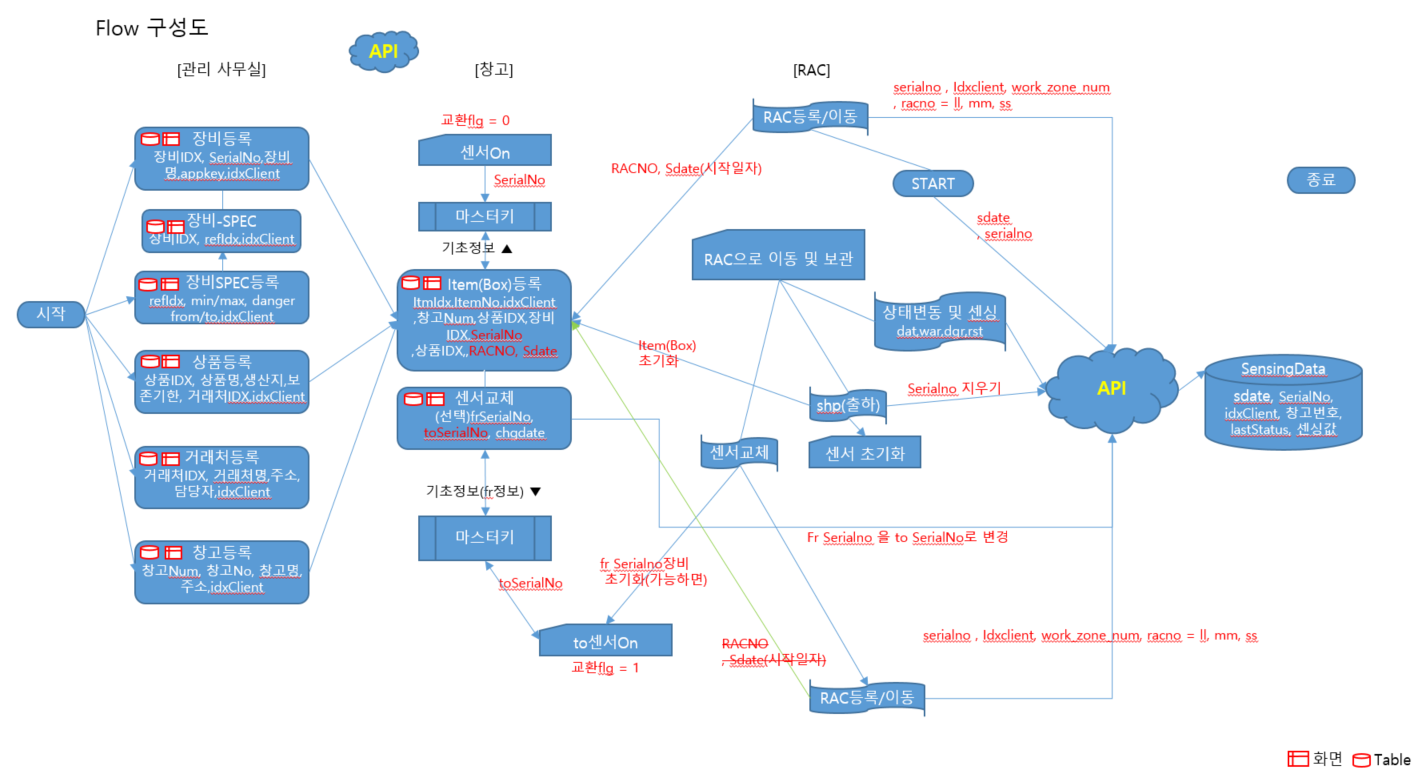 Flow 구성도
API
[관리 사무실]
[창고]
[RAC]
시작
장비등록
장비IDX, SerialNo,장비
명,appkey,idxClient
장비-SPEC
장비IDX, refIdx,idxClient
장비SPEC등록
refIdx, min/max, danger
from/to,idxClient
상품등록
상품IDX, 상품명,생산지,보
존기한, 거래처IDX,idxClient
거래처등록
거래처IDX, 거래처명,주소,
담당자,idxClient
창고등록
창고Num, 창고No, 창고명,
주소,idxClient
교환flg = 0
센서On
SerialNo
마스터키
기초정보 ▲
Item(Box)등록
ItmIdx,ItemNo,idxClient
,창고Num,상품IDX,장비
IDX,SerialNo
,상품IDX,,RACNO, Sdate
센서교체
(선택)frSerialNo,
toSerialNo, chgdate
기초정보(fr정보) ▼
마스터키
toSerialNo
to센서On
교환flg = 1
RAC등록/이동
serialno , Idxclient, work_zone_num
, racno = ll, mm, ss
RACNO, Sdate(시작일자)
START
sdate
, serialno
RAC으로 이동 및 보관
상태변동 및 센싱
dat,war,dgr,rst
Item(Box)
초기화
shp(출하)
Serialno 지우기
센서교체
센서 초기화
Fr Serialno 을 to SerialNo로 변경
fr Serialno장비
초기화(가능하면)
RACNO
, Sdate(시작일자)
RAC등록/이동
serialno , Idxclient, work_zone_num, racno = ll, mm, ss
API
SensingData
sdate, SerialNo,
idxClient, 창고번호,
lastStatus, 센싱값
종료
화면
Table